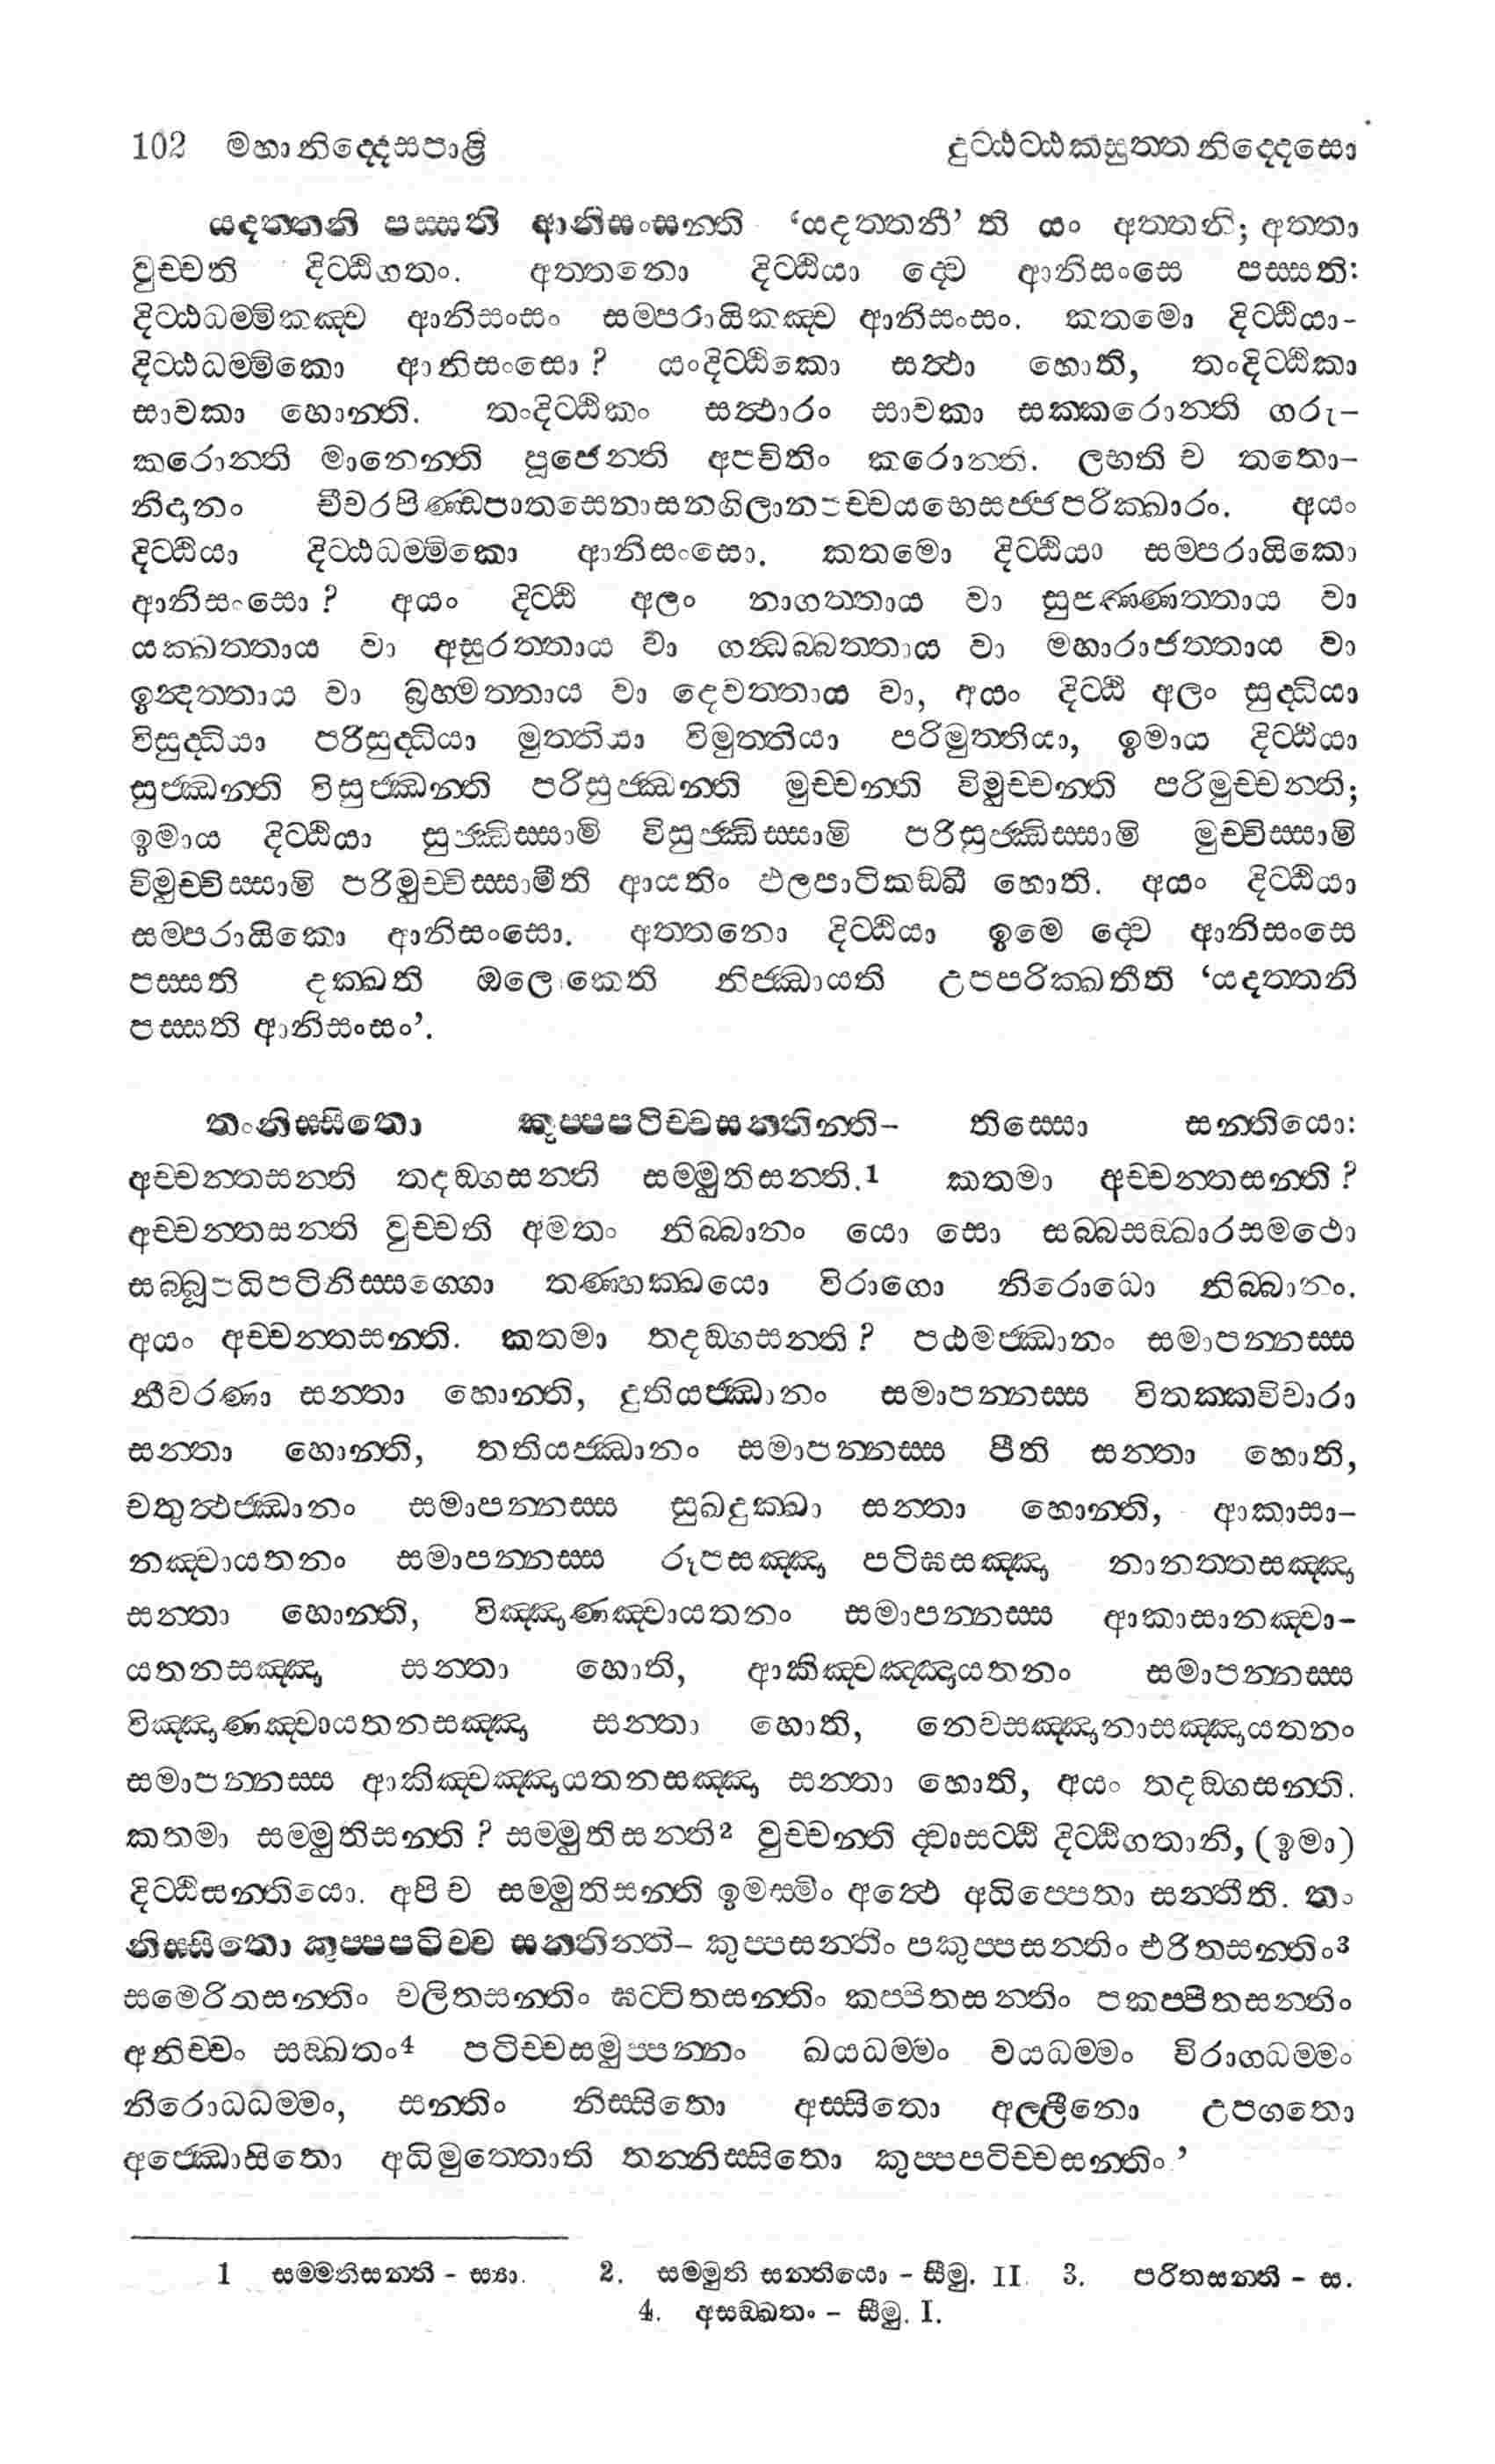 102 මහානිද්දෙසපාළි දුට්ඨට්ඨකසුත්තනිද්දෙසො
යදත්තනි පස්සති ආනිසංසන්ති ‘යදත්තනී’ ති යං අත්තනි; අත්තා
වුච්චති දිට්ඨිගතං. අත්තනො දිට්ඨියා ද්වෙ ආනිසංසෙ පස්සති:
දිට්ඨධම්මිකඤ්ච ආනිසංසං සම්පරායිකඤ්ච ආනිසංසං. කතමො දිට්ඨියා-
දිට්ඨධම්මිකො ආනිසංසො? යංදිට්ඨිකො සත්ථා හොති, තංදිට්ඨිකා
සාවකා හොන්ති. තංදිට්ඨිකං සත්ථාරං සාවකා සක්කරොන්ති ගරු-
කරොන්ති මානෙන්ති පූජෙන්ති අපචිතිං කරොන්ති. ලභති ච තතො-
නිදානං චීවරපිණ්ඩපාතසෙනාසනගිලානපච්චයභෙසජ්ජපරික්ඛාරං. අයං
දිට්ඨියා දිට්ඨධම්මිකො ආනිසංසො. කතමො දිට්ඨියා සම්පරායිකො
ආනිසංසො? අයං දිට්ඨි අලං නාගත්තාය වා සුපණ්ණත්තාය වා
යක්ඛත්තාය වා අසුරත්තාය වා ගන්ධබ්බත්තාය වා මහාරාජත්තාය වා
ඉන්දත්තාය වා බ්‍රහ්මත්තාය වා දෙවත්තාය වා, අයං දිට්ඨි අලං සුද්ධියා
විසුද්ධියා පරිසුද්ධියා මුත්තියා විමුත්තියා පරිමුත්තියා, ඉමාය දිට්ඨියා
සුජ්ඣන්ති විසුජ්ඣන්ති පරිසුජ්ඣන්ති මුච්චන්ති විමුච්චන්ති පරිමුච්චන්ති;
ඉමාය දිට්ඨියා සුජ්ඣිස්සාමි විසුජ්ඣිස්සාමි පරිසුජ්ඣිස්සාමි මුච්චිස්සාමි
විමුච්චිස්සාමි පරිමුච්චිස්සාමීති ආයතිං ඵලපාටිකඞ්ඛී හොති. අයං දිට්ඨියා
සම්පරායිකො ආනිසංසො. අත්තනො දිට්ඨියා ඉමෙ ද්වෙ ආනිසංසෙ
පස්සති දක්ඛති ඔලොකෙති නිජ්ඣායති උපපරික්ඛතීති ‘යදත්තනි
පස්සති ආනිසංසං’.
තංනිස්සිතො කුප්පපටිච්චසන්තින්ති– තිස්සො සන්තියො:
අච්චන්තසන්ති තදඞ්ගසන්ති සම්මුතිසන්ති.1 කතමා අච්චන්තසන්ති?
අච්චන්තසන්ති වුච්චති අමතං නිබ්බානං යො සො සබ්බසඞ්ඛාරසමථො
සබ්බූපධිපටිනිස්සග්ගො තණ්හක්ඛයො විරාගො නිරොධො නිබ්බානං.
අයං අච්චන්තසන්ති. කතමා තදඞ්ගසන්ති? පඨමජ්ඣානං සමාපන්නස්ස
නීවරණා සන්තා හොන්ති, දුතියජ්ඣානං සමාපන්නස්ස විතක්කවිචාරා
සන්තා හොන්ති, තතියජ්ඣානං සමාපන්නස්ස පීති සන්තා හොති,
චතුත්ථජ්ඣානං සමාපන්නස්ස සුඛදුක්ඛා සන්තා හොන්ති, ආකාසා–
නඤ්චායතනං සමාපන්නස්ස රූපසඤ්ඤා පටිඝසඤ්ඤා නානත්තසඤ්ඤා
සන්තා හොන්ති, විඤ්ඤාණඤ්චායතනං සමාපන්නස්ස ආකාසානඤ්චා–
යතනසඤ්ඤා සන්තා හොති, ආකිඤ්චඤ්ඤායතනං සමාපන්නස්ස
විඤ්ඤාණඤ්චායතනසඤ්ඤා සන්තා හොති, නෙවසඤ්ඤානාසඤ්ඤායතනං
සමාපන්නස්ස ආකිඤ්චඤ්ඤායතනසඤ්ඤා සන්තා හොති, අයං තදඞ්ගසන්ති.
කතමා සම්මුතිසන්ති? සම්මුතිසන්ති2 වුච්චන්ති ද්වාසට්ඨි දිට්ඨිගතානි, (ඉමා)
දිට්ඨිසන්තියො. අපි ච සම්මුතිසන්ති ඉමස්මිං අත්ථෙ අධිප්පෙතා සන්තීති. තං
නිස්සිතො කුප්පපටිච්ච සන්තින්ති– කුප්පසන්තිං පකුප්පසන්තිං එරිතසන්තිං3
සමෙරිතසන්තිං චලිතසන්තිං ඝට්ටිතසන්තිං කප්පිතසන්තිං පකප්පිතසන්තිං
අනිච්චං සඞ්ඛතං4 පටිච්චසමුප්පන්නං ඛයධම්මං වයධම්මං විරාගධම්මං
නිරොධධම්මං, සන්තිං නිස්සිතො අස්සිතො අල්ලීනො උපගතො
අජ්ඣොසිතො අධිමුත්තොති තන්නිස්සිතො කුප්පපටිච්චසන්තිං.’
1 සම්මතිසන්ති - ස්‍යා. 2. සම්මුති සන්තියො - සීමු. II. 3. පරිතසන්ති - ස.
4. අසඞ්ඛතං - සීමු. I.